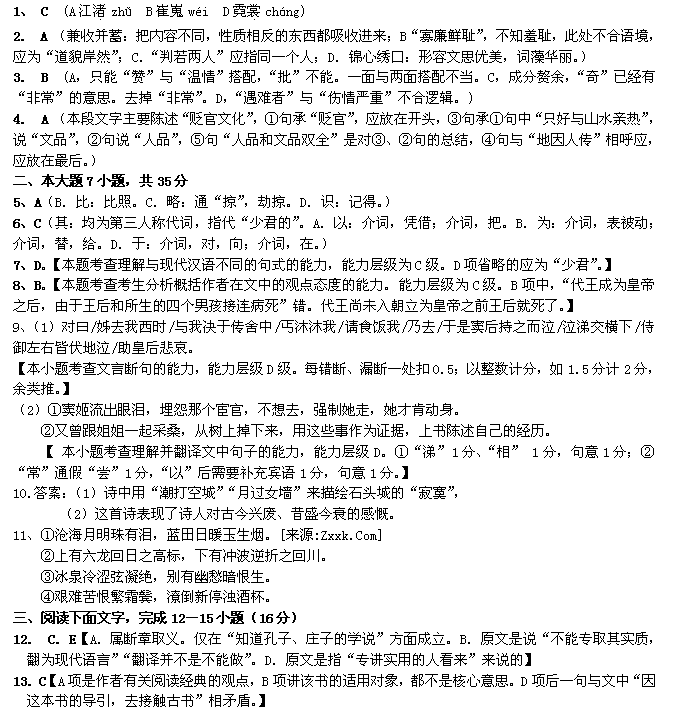 1、 C （A江渚 zhǔ  B崔嵬 wéi  D霓裳 cháng）
2． A （兼收并蓄：把内容不同，性质相反的东西都吸收进来；B“寡廉鲜耻”，不知羞耻，此处不合语境，
应为“道貌岸然”；C．“判若两人”应指同一个人；D．锦心绣口：形容文思优美，词藻华丽。）
3． B （A，只能“赞”与“温情”搭配，“批”不能。一面与两面搭配不当。C，成分赘余，“奇”已经有
“非常”的意思。去掉“非常”。D，“遇难者”与“伤情严重”不合逻辑。)
4． A （本段文字主要陈述“贬官文化”，①句承“贬官”，应放在开头，③句承①句中“只好与山水亲热”，
说“文品”，②句说“人品”，⑤句“人品和文品双全”是对③、②句的总结，④句与“地因人传”相呼应，
应放在最后。）
二、本大题7小题，共35分
5、A（B．比：比照。C．略：通“掠”，劫掠。D．识：记得。）
6、C（其：均为第三人称代词，指代“少君的”。A．以：介词，凭借；介词，把。B．为：介词，表被动；
介词，替，给。D．于：介词，对，向；介词，在。）
7、D。【本题考查理解与现代汉语不同的句式的能力，能力层级为C级。D项省略的应为“少君”。】
8、B。【本题考查考生分析概括作者在文中的观点态度的能力。能力层级为C级。B项中，“代王成为皇帝
之后，由于王后和所生的四个男孩接连病死”错。代王尚未入朝立为皇帝之前王后就死了。】
9、（1）对曰/姊去我西时/与我决于传舍中/丐沐沐我/请食饭我/乃去/于是窦后持之而泣/泣涕交横下/侍
御左右皆伏地泣/助皇后悲哀。
【本小题考查文言断句的能力，能力层级D级。每错断、漏断一处扣0.5；以整数计分，如1.5分计2分，
余类推。】
（2）①窦姬流出眼泪，埋怨那个宦官，不想去，强制她走，她才肯动身。
②又曾跟姐姐一起采桑，从树上掉下来，用这些事作为证据，上书陈述自己的经历。
【 本小题考查理解并翻译文中句子的能力，能力层级D。①“涕”1分、“相” 1分，句意1分；②
“常”通假“尝”1分，“以”后需要补充宾语1分，句意1分。】
10.答案：（1）诗中用“潮打空城”“月过女墙”来描绘石头城的“寂寞”，
（2）这首诗表现了诗人对古今兴废、昔盛今衰的感慨。
11、①沧海月明珠有泪，蓝田日暖玉生烟。[来源:Zxxk.Com]
②上有六龙回日之高标，下有冲波逆折之回川。
③冰泉冷涩弦凝绝，别有幽愁暗恨生。
④艰难苦恨繁霜鬓，潦倒新停浊酒杯。
三、阅读下面文字，完成12—15小题（16分）
12． C．E【A．属断章取义。仅在“知道孔子、庄子的学说”方面成立。B．原文是说“不能专取其实质，
翻为现代语言”“翻译并不是不能做”。D．原文是指“专讲实用的人看来”来说的】
13．C【A项是作者有关阅读经典的观点，B项讲该书的适用对象，都不是核心意思。D项后一句与文中“因
这本书的导引，去接触古书”相矛盾。】